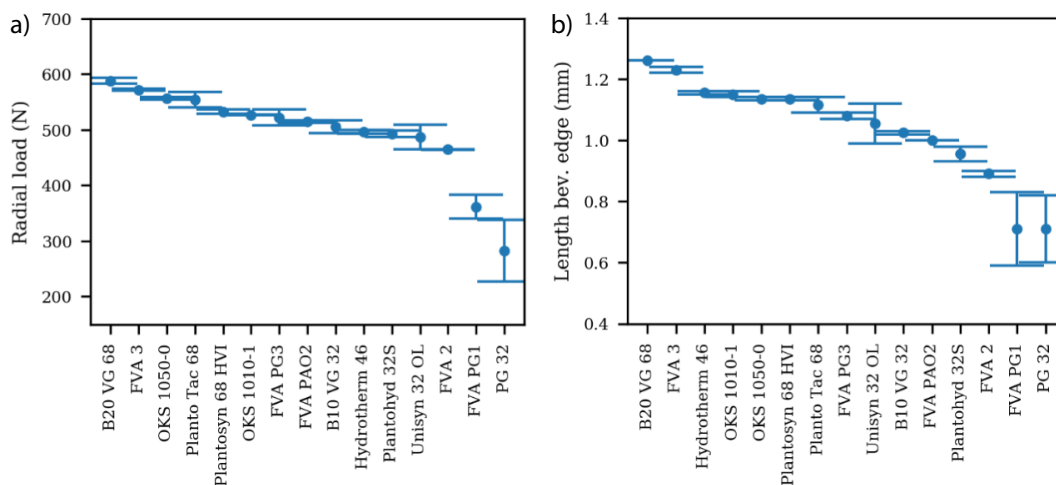 a)
Radial load (N)
700
600
500
400
300
200
B20 VG 68
FVA 3
OKS 1050-0
Planto Tac 68
Plantosyn 68 HVI
OKS 1010-1
FVA PG3
FVA PAO2
B10 VG 32
Hydrotherm 46
Plantohyd 32S
Unisyn 32 OL
FVA 2
FVA PG1
PG 32
b)
Length bev. edge (mm)
1.4
1.2
1.0
0.8
0.6
0.4
B20 VG 68
FVA 3
Hydrotherm 46
OKS 1010-1
OKS 1050-0
Plantosyn 68 HVI
Planto Tac 68
FVA PG3
Unisyn 32 OL
B10 VG 32
FVA PAO2
Plantohyd 32S
FVA 2
FVA PG1
PG 32